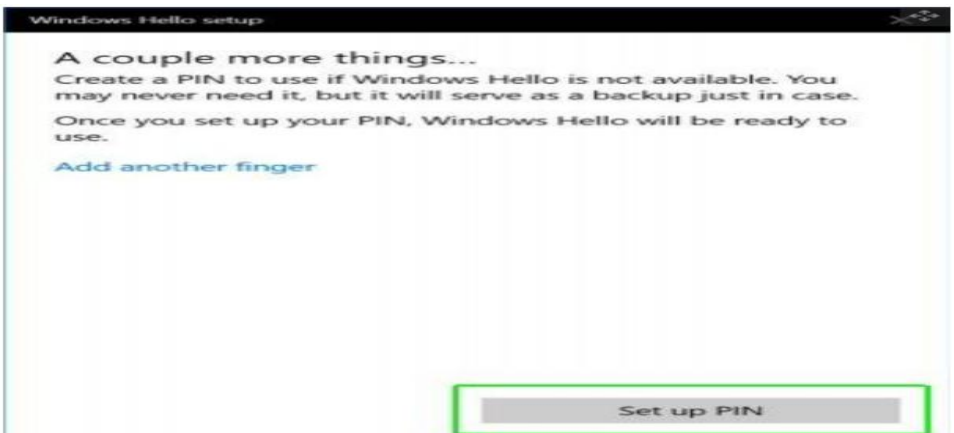 Windows Hello setup
A couple more things...
Create a PIN to use if Windows Hello is not available. You
may never need it, but it will serve as a backup just in case.
Once you set up your PIN, Windows Hello will be ready to
use.
Add another finger
Set up PIN